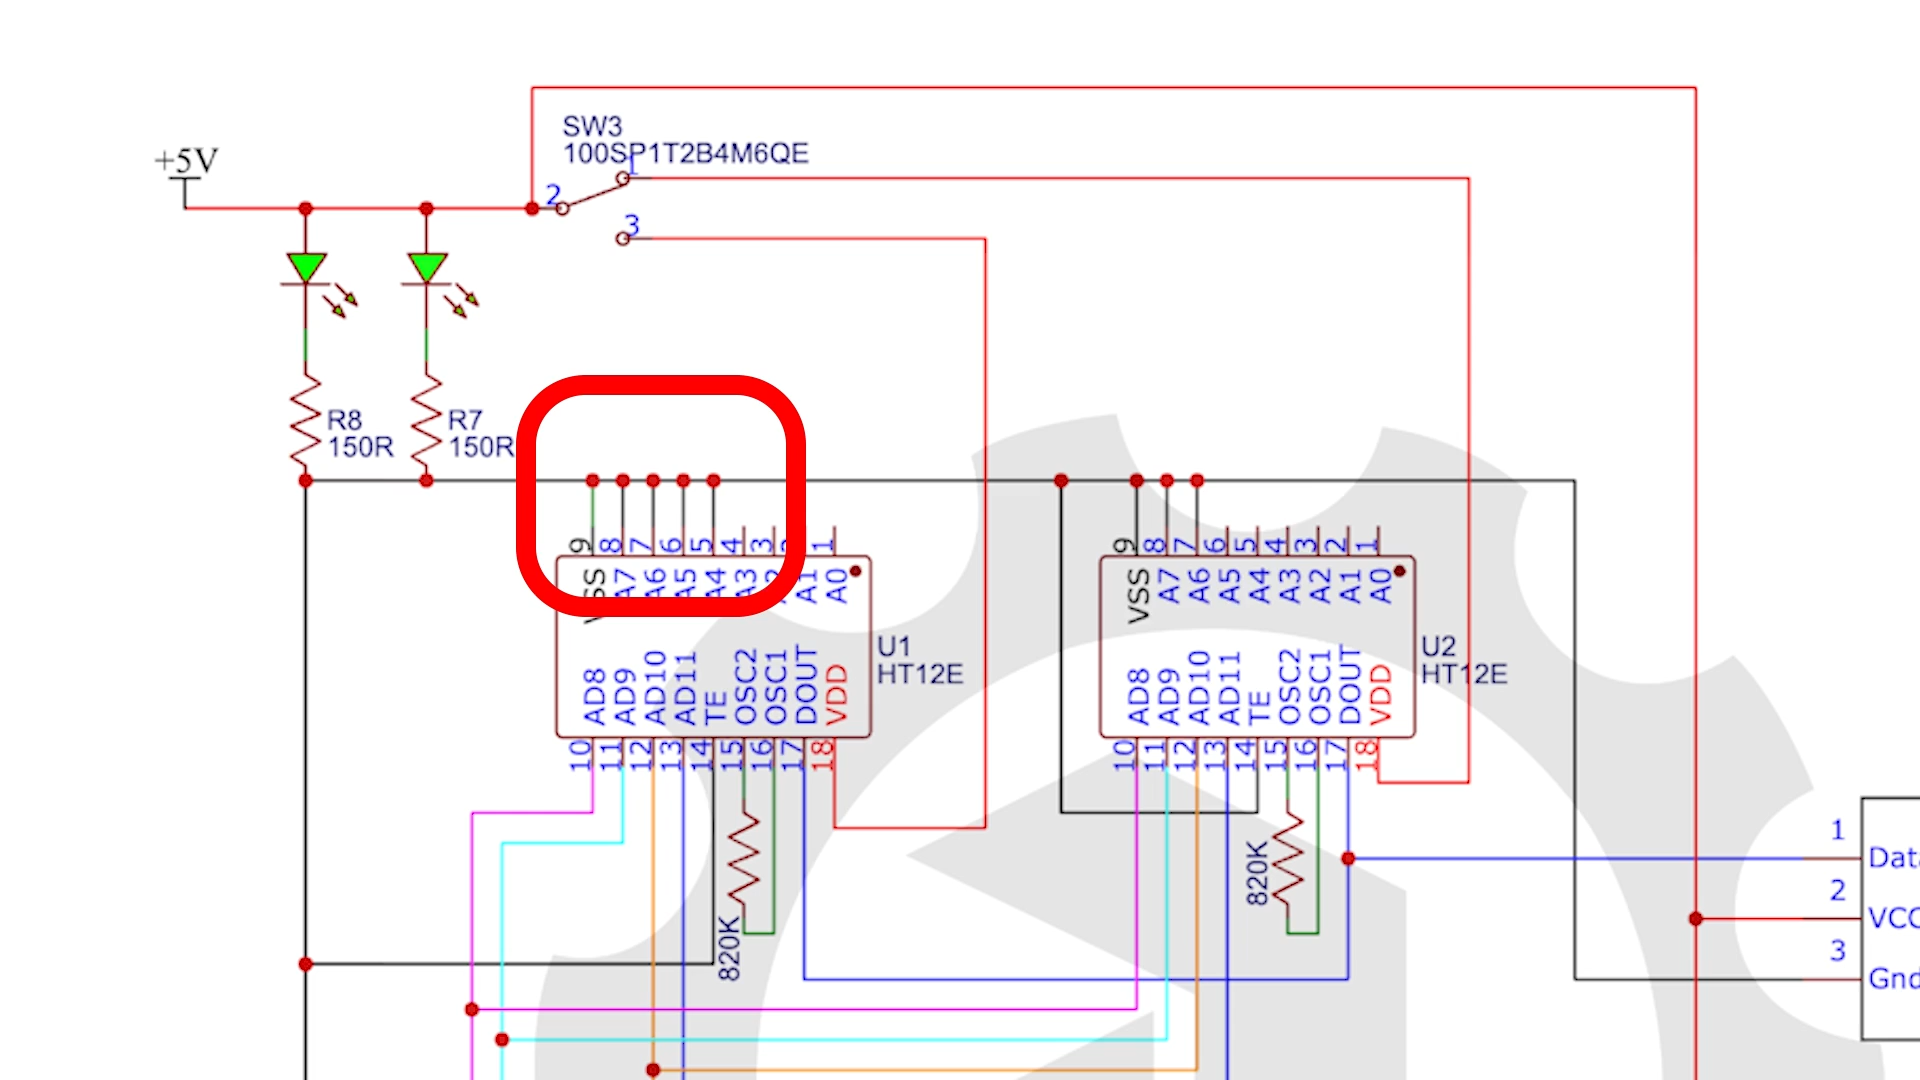 +5V
SW3
100SP1T2B4M6QE
1
2
3
R8
150R
R7
150R
9 8 7 6 5 4 3 1
A7 A6 A5 A4 A3 A1 A0
U1
HT12E
AD8 AD9 AD10 AD11 TE OSC2 OSC1 DOUT VDD
10 11 12 13 14 15 16 17 18
820K
9 8 7 6 5 4 3 2 1
VSS A7 A6 A5 A4 A3 A2 A1 A0
U2
HT12E
AD8 AD9 AD10 AD11 TE OSC2 OSC1 DOUT VDD
10 11 12 13 14 15 16 17 18
820K
1
2
VCC
3
Gnd